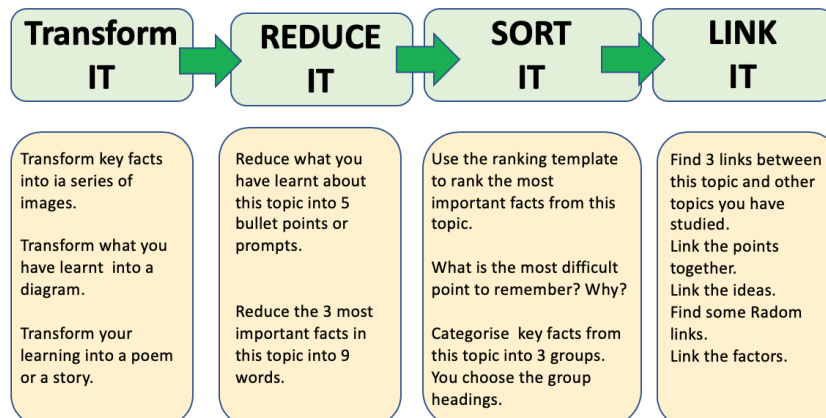 Transform
IT
REDUCE
IT
SORT
IT
LINK
IT
Transform key facts
into ia series of
images.
Transform what you
have learnt into a
diagram.
Transform your
learning into a poem
or a story.
Reduce what you
have learnt about
this topic into 5
bullet points or
prompts.
Reduce the 3 most
important facts in
this topic into 9
words.
Use the ranking template
to rank the most
important facts from this
topic.
What is the most difficult
point to remember? Why?
Categorise key facts from
this topic into 3 groups.
You choose the group
headings.
Find 3 links between
this topic and other
topics you have
studied.
Link the points
together.
Link the ideas.
Find some Radom
links.
Link the factors.